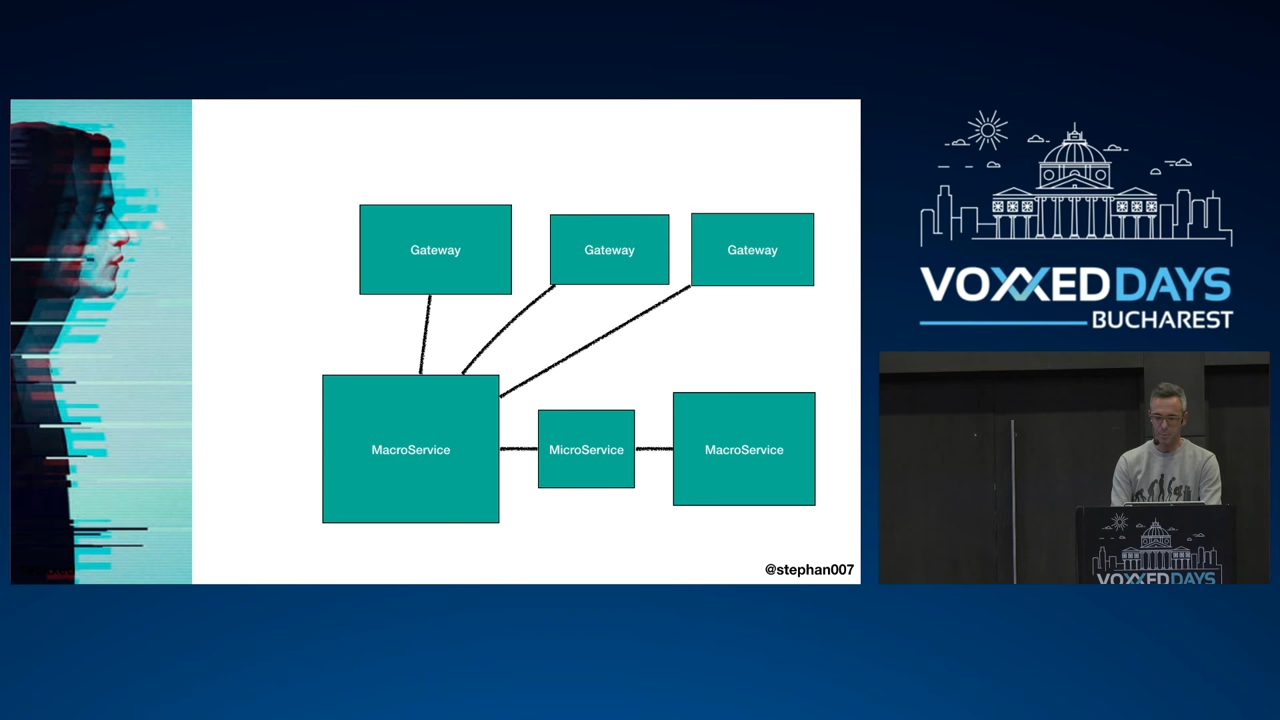 Gateway
Gateway
Gateway
MacroService
MicroService
MacroService
@stephan007
VOXXEDDAYS
BUCHAREST
VOXXEDDAYS